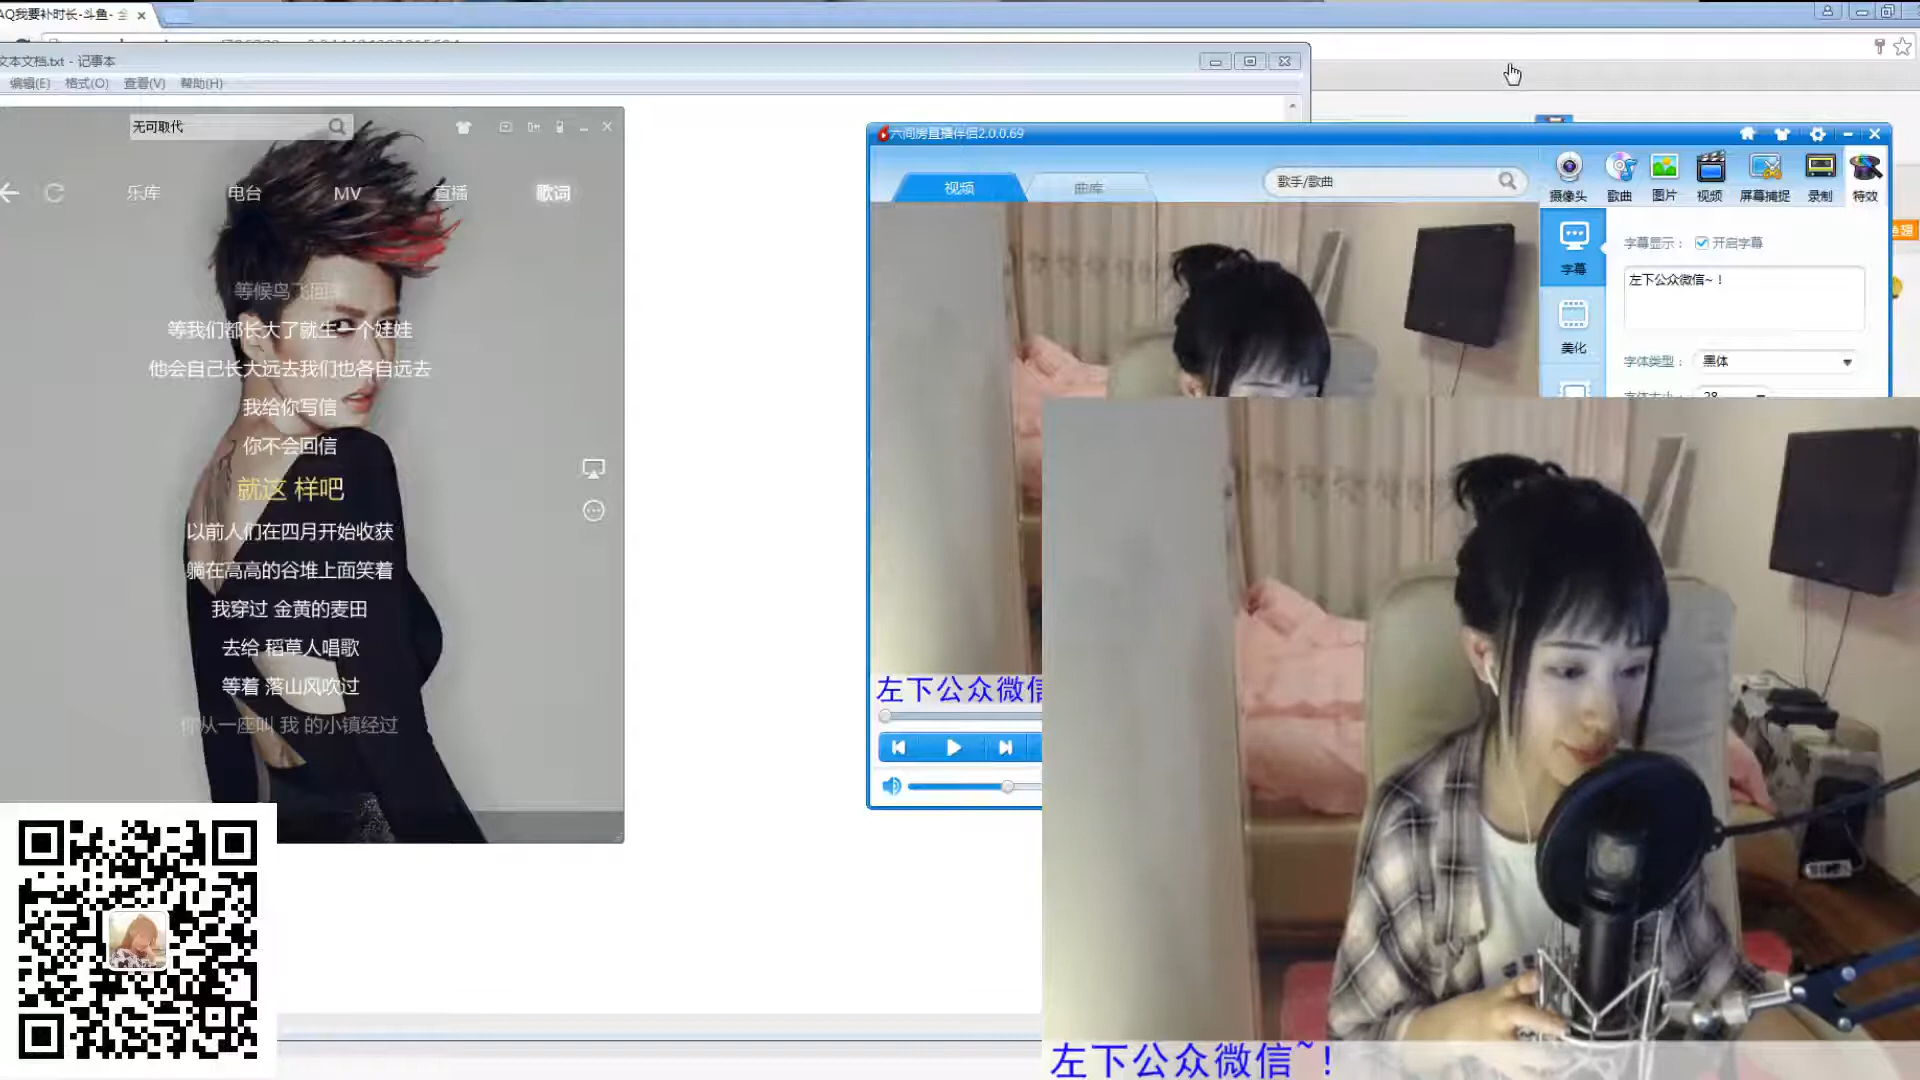 AQ我要补时长-斗鱼- 全
文本文档.txt - 记事本
编辑(E) 格式(O) 查看(V) 帮助(H)
无可取代
乐库 电台 MV 直播 歌词
等候鸟飞回
等我们都长大了就生一个娃娃
他会自己长大远去我们也各自远去
我给你写信
你不会回信
就这 样吧
以前人们在四月开始收获
躺在高高的谷堆上面笑着
我穿过 金黄的麦田
去给 稻草人唱歌
等着 落山风吹过
你从一座叫 我 的小镇经过
六间房直播伴侣2.0.0.69
视频 曲库
歌手/歌曲
摄像头 歌曲 图片 视频 屏幕捕捉 录制 特效
字幕
美化
字幕显示： 开启字幕
左下公众微信~！
字体类型： 黑体
左下公众微信
左下公众微信~！